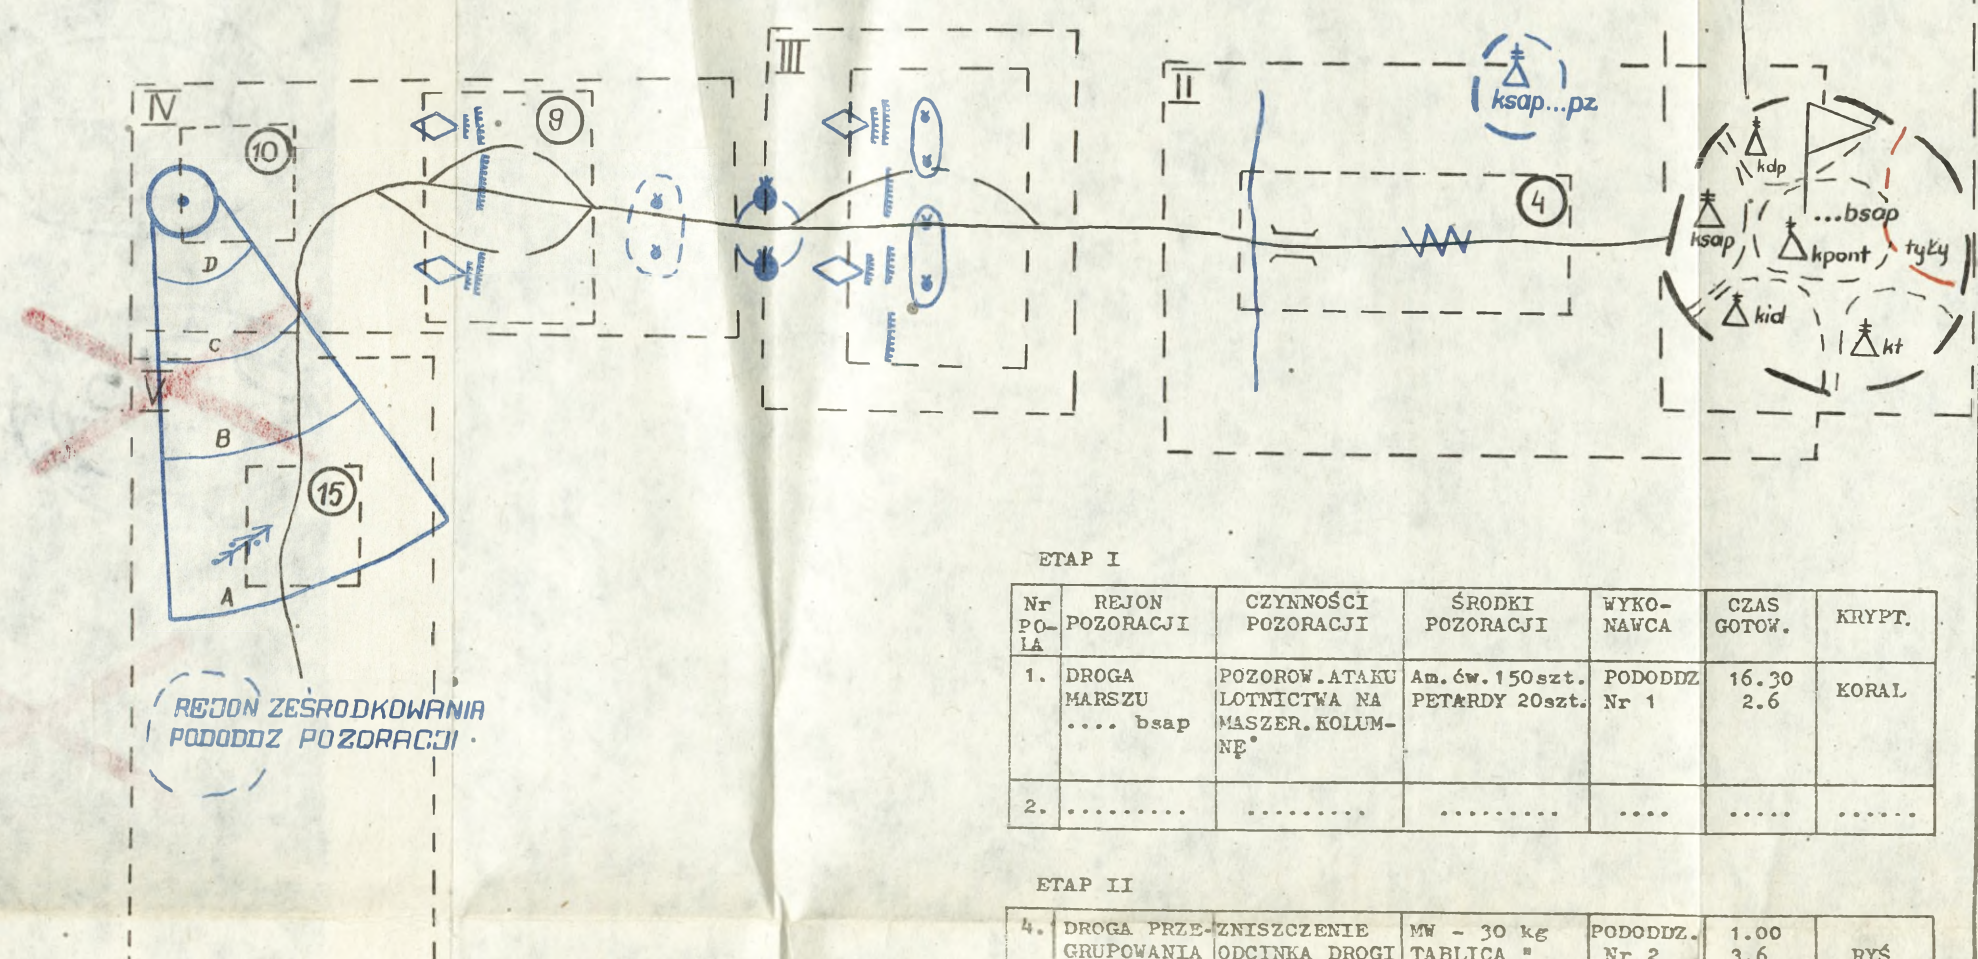 IV
10
9
III
II
ksap...pz
4
kdp
ksap
...bsap
kpont
tyły
kid
kt
D
C
V
B
15
A
REJON ZEŚRODKOWANIA
PODODDZ POZORACJI
ETAP I
Nr PO- LA
REJON POZORACJI
CZYNNOŚCI POZORACJI
ŚRODKI POZORACJI
WYKO- NAWCA
CZAS GOTOW.
KRYPT.
1.
DROGA
MARSZU
.... bsap
POZOROW.ATAKU
LOTNICTWA NA
MASZER.KOLUM-
NĘ
Am.ćw.150szt.
PETARDY 20szt.
PODODDZ
Nr 1
16.30
2.6
KORAL
2. ......... ......... ......... .... ..... ......
ETAP II
4.
DROGA PRZE-
GRUPOWANIA
ZNISZCZENIE
ODCINKA DROGI
MW - 30 kg
TABLICA "
PODODDZ.
Nr 2
1.00
3.6
RYŚ